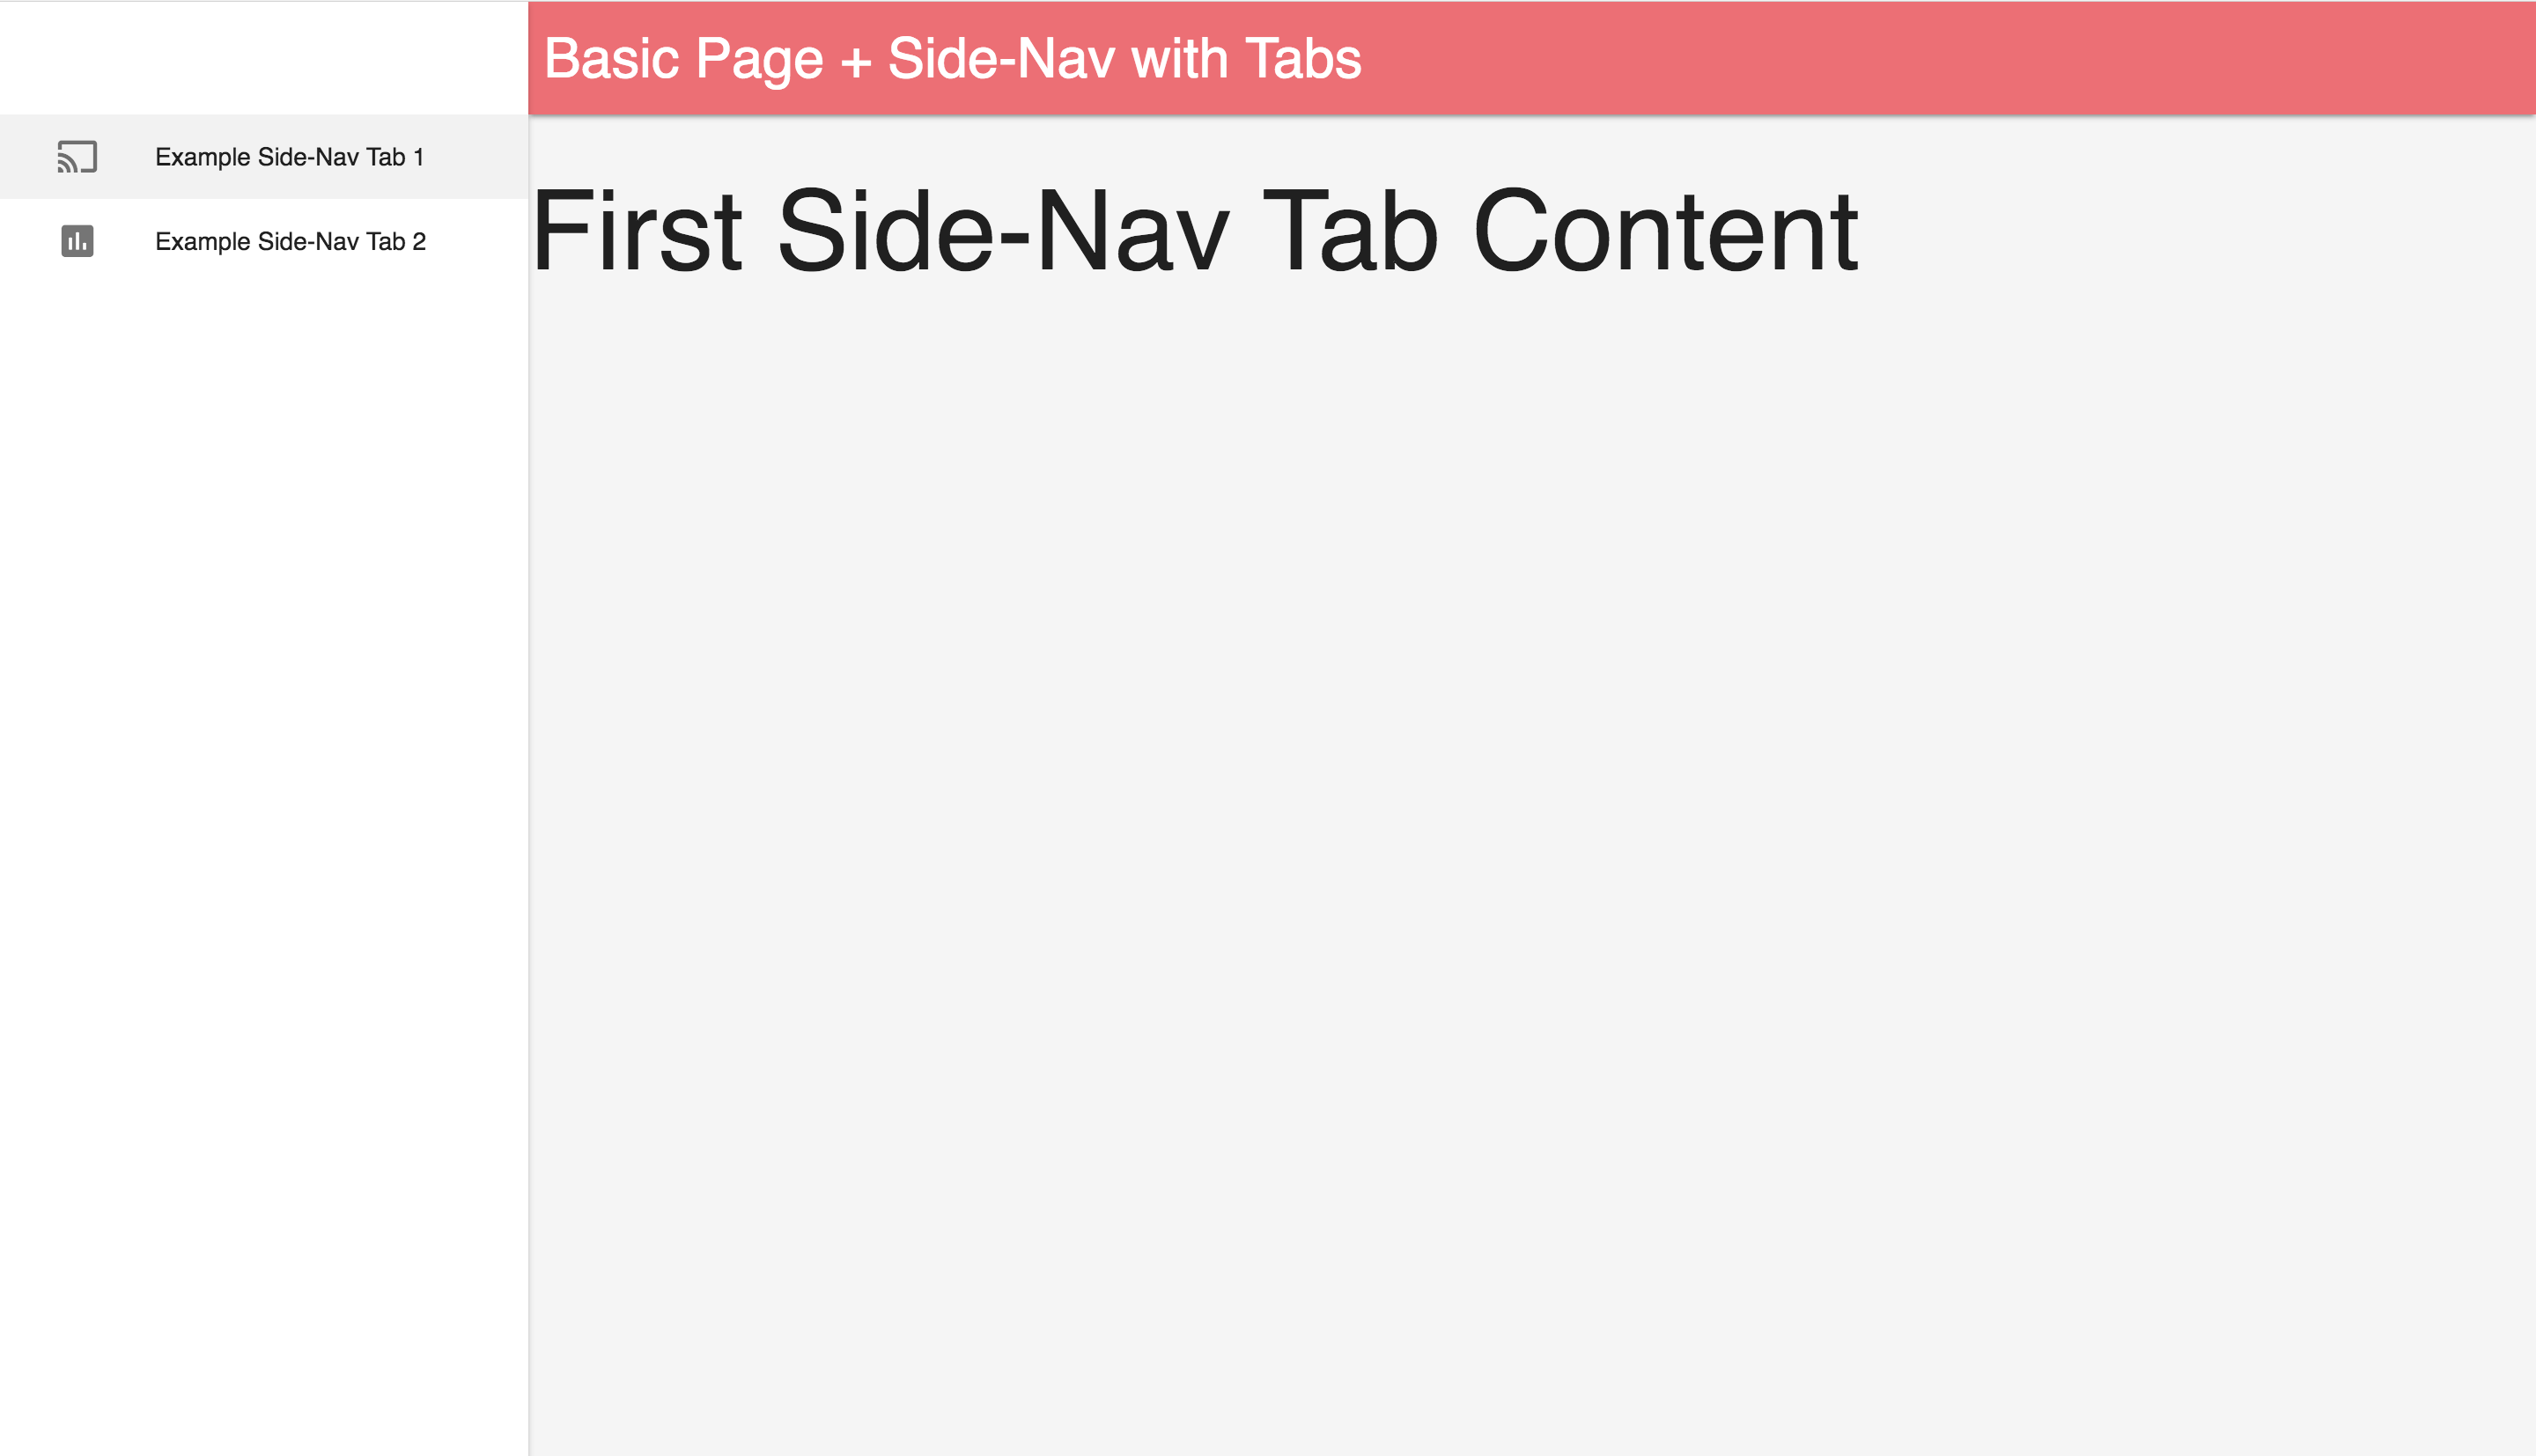 Basic Page + Side-Nav with Tabs
Example Side-Nav Tab 1
Example Side-Nav Tab 2
First Side-Nav Tab Content